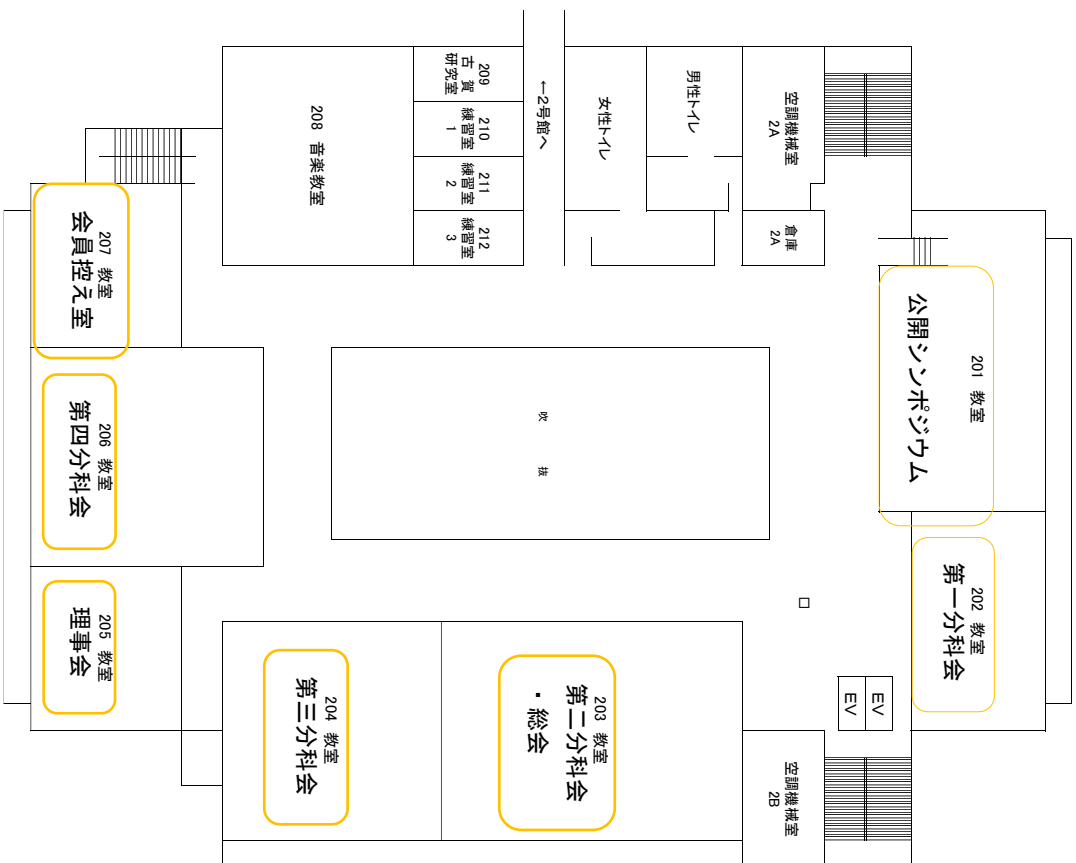 209
古賀
研究室
210
練習室
1
211
練習室
2
212
練習室
3
208 音楽教室
←2号館へ
女性トイレ
男性トイレ
空調機械室
2A
倉庫
2A
201 教室
公開シンポジウム
202 教室
第一分科会
EV
EV
空調機械室
2B
203 教室
第二分科会
・総会
204 教室
第三分科会
205 教室
理事会
206 教室
第四分科会
207 教室
会員控え室
吹抜